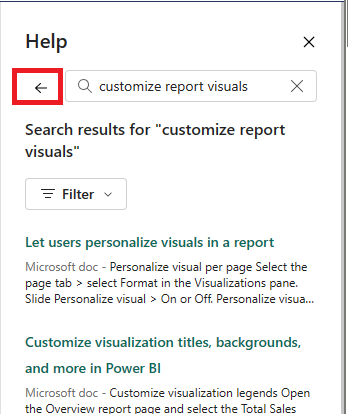 Help
customize report visuals
Search results for "customize report
visuals"
Filter
Let users personalize visuals in a report
Microsoft doc - Personalize visual per page Select the
page tab > select Format in the Visualizations pane.
Slide Personalize visual > On or Off. Personalize visua...
Customize visualization titles, backgrounds,
and more in Power BI
Microsoft doc - Customize visualization legends Open
the Overview report page and select the Total Sales